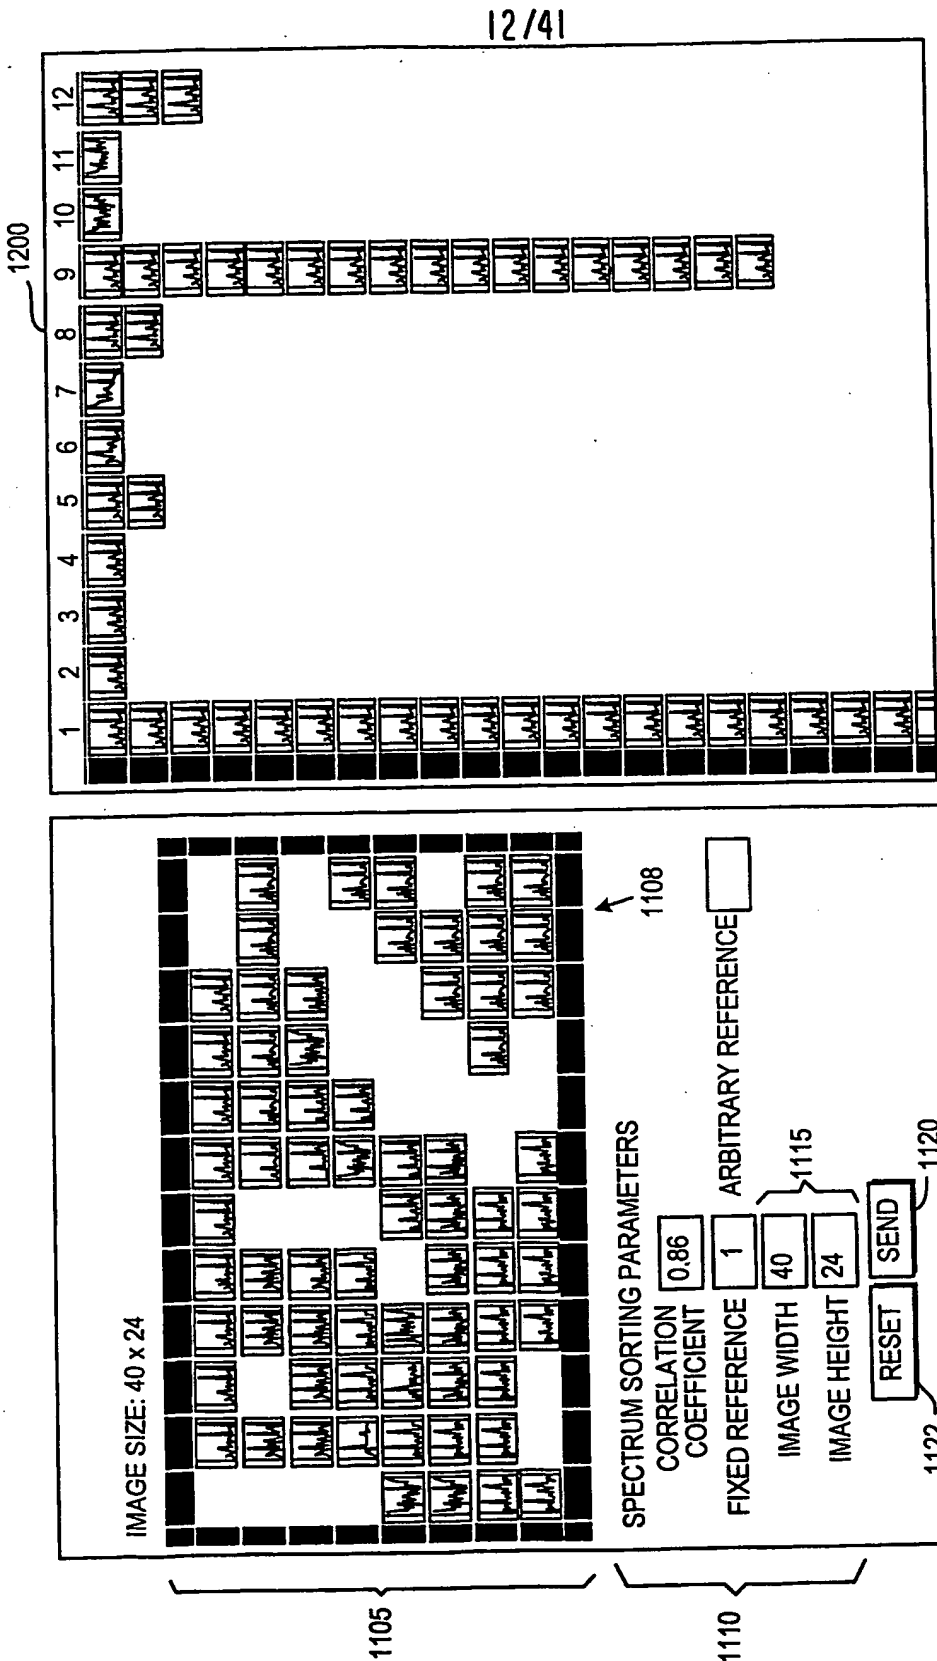 12/41
1200
1 2 3 4 5 6 7 8 9 10 11 12
IMAGE SIZE: 40 x 24
1105
1108
SPECTRUM SORTING PARAMETERS
CORRELATION
COEFFICIENT 0.86
FIXED REFERENCE 1 ARBITRARY REFERENCE
IMAGE WIDTH 40
IMAGE HEIGHT 24
1115
1110
RESET SEND
1122
1120